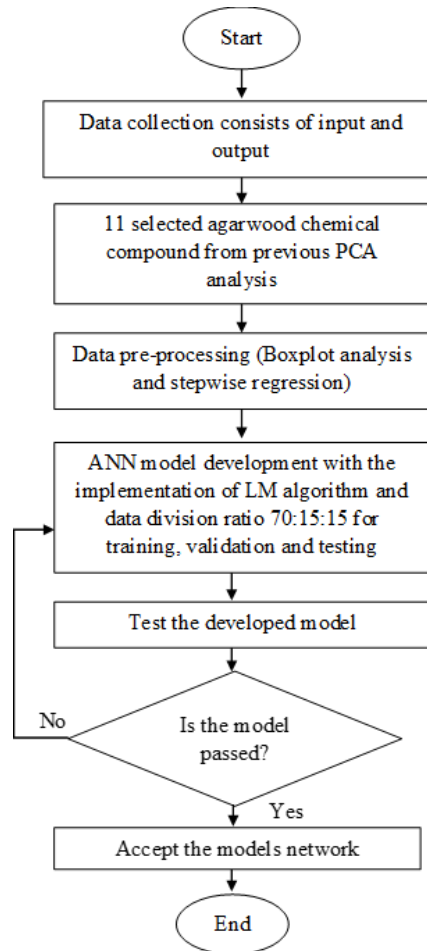 Start
Data collection consists of input and
output
11 selected agarwood chemical
compound from previous PCA
analysis
Data pre-processing (Boxplot analysis
and stepwise regression)
ANN model development with the
implementation of LM algorithm and
data division ratio 70:15:15 for
training, validation and testing
Test the developed model
No
Is the model
passed?
Yes
Accept the models network
End